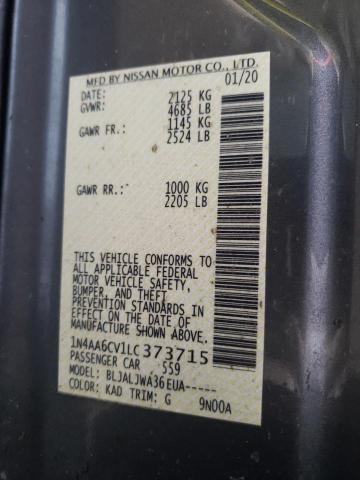 MFD BY NISSAN MOTOR CO., LTD.
DATE: 01/20
GVWR: 2125 KG
4685 LB
GAWR FR.: 1145 KG
2524 LB
GAWR RR.: 1000 KG
2205 LB
THIS VEHICLE CONFORMS TO
ALL APPLICABLE FEDERAL
MOTOR VEHICLE SAFETY,
BUMPER, AND THEFT
PREVENTION STANDARDS IN
EFFECT ON THE DATE OF
MANUFACTURE SHOWN ABOVE.
1N4AA6CV1LC373715
PASSENGER CAR 559
MODEL: BLJALJWA36EUA-----
COLOR: KAD TRIM: G 9N00A